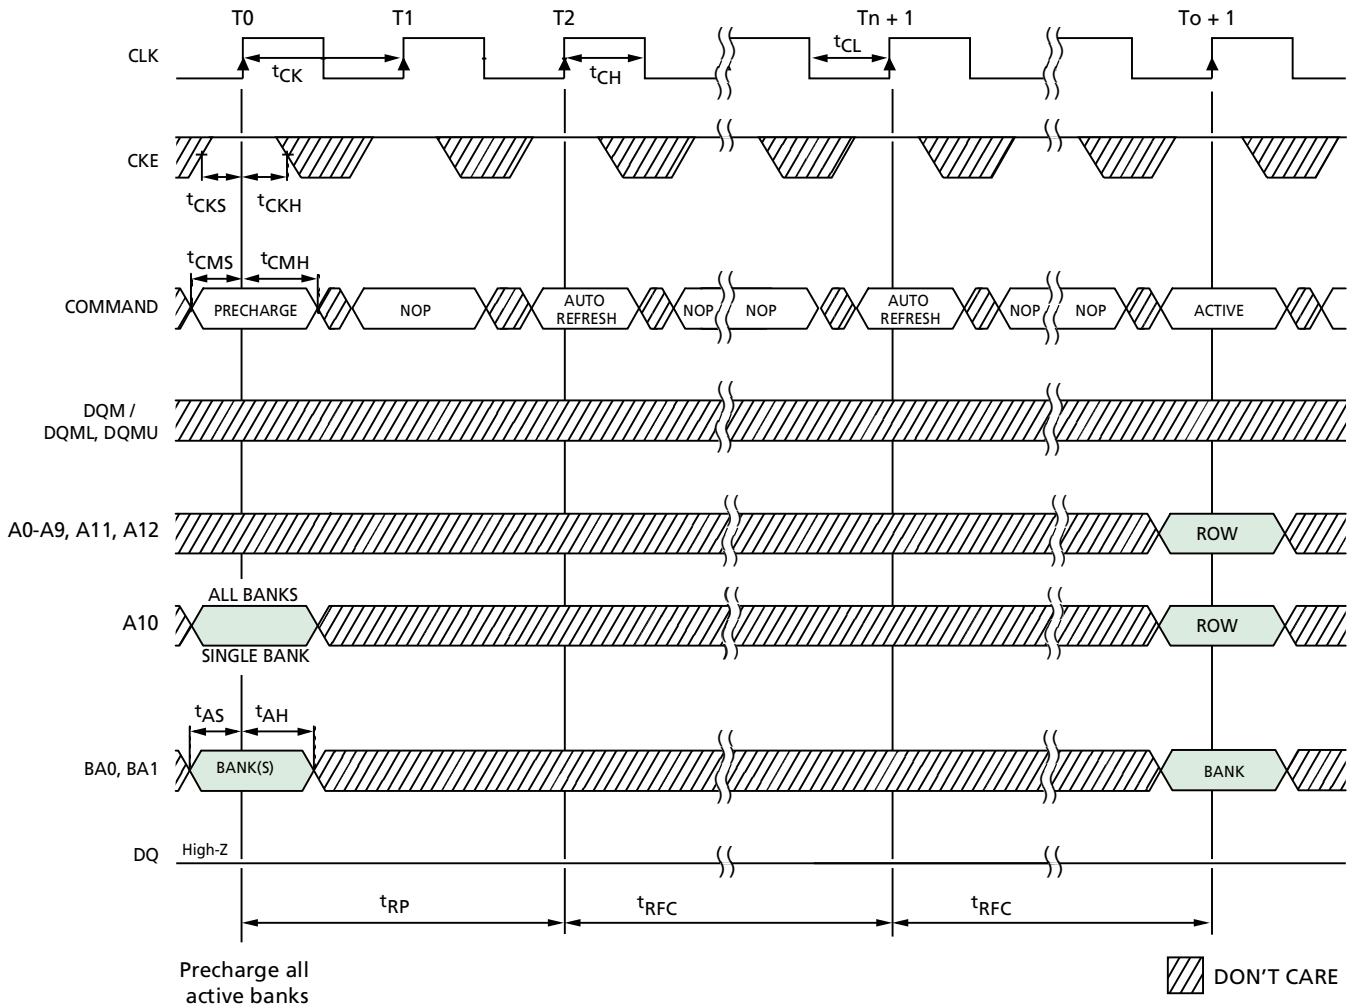 T0 T1 T2 Tn + 1 To + 1
CLK
tCK tCH tCL
CKE
tCKS tCKH
tCMS tCMH
COMMAND PRECHARGE NOP AUTO REFRESH NOP NOP AUTO REFRESH NOP NOP ACTIVE
DQM /
DQML, DQMU
A0-A9, A11, A12 ROW
ALL BANKS
A10 ROW
SINGLE BANK
tAS tAH
BA0, BA1 BANK(S) BANK
DQ High-Z
tRP tRFC tRFC
Precharge all
active banks
DON'T CARE